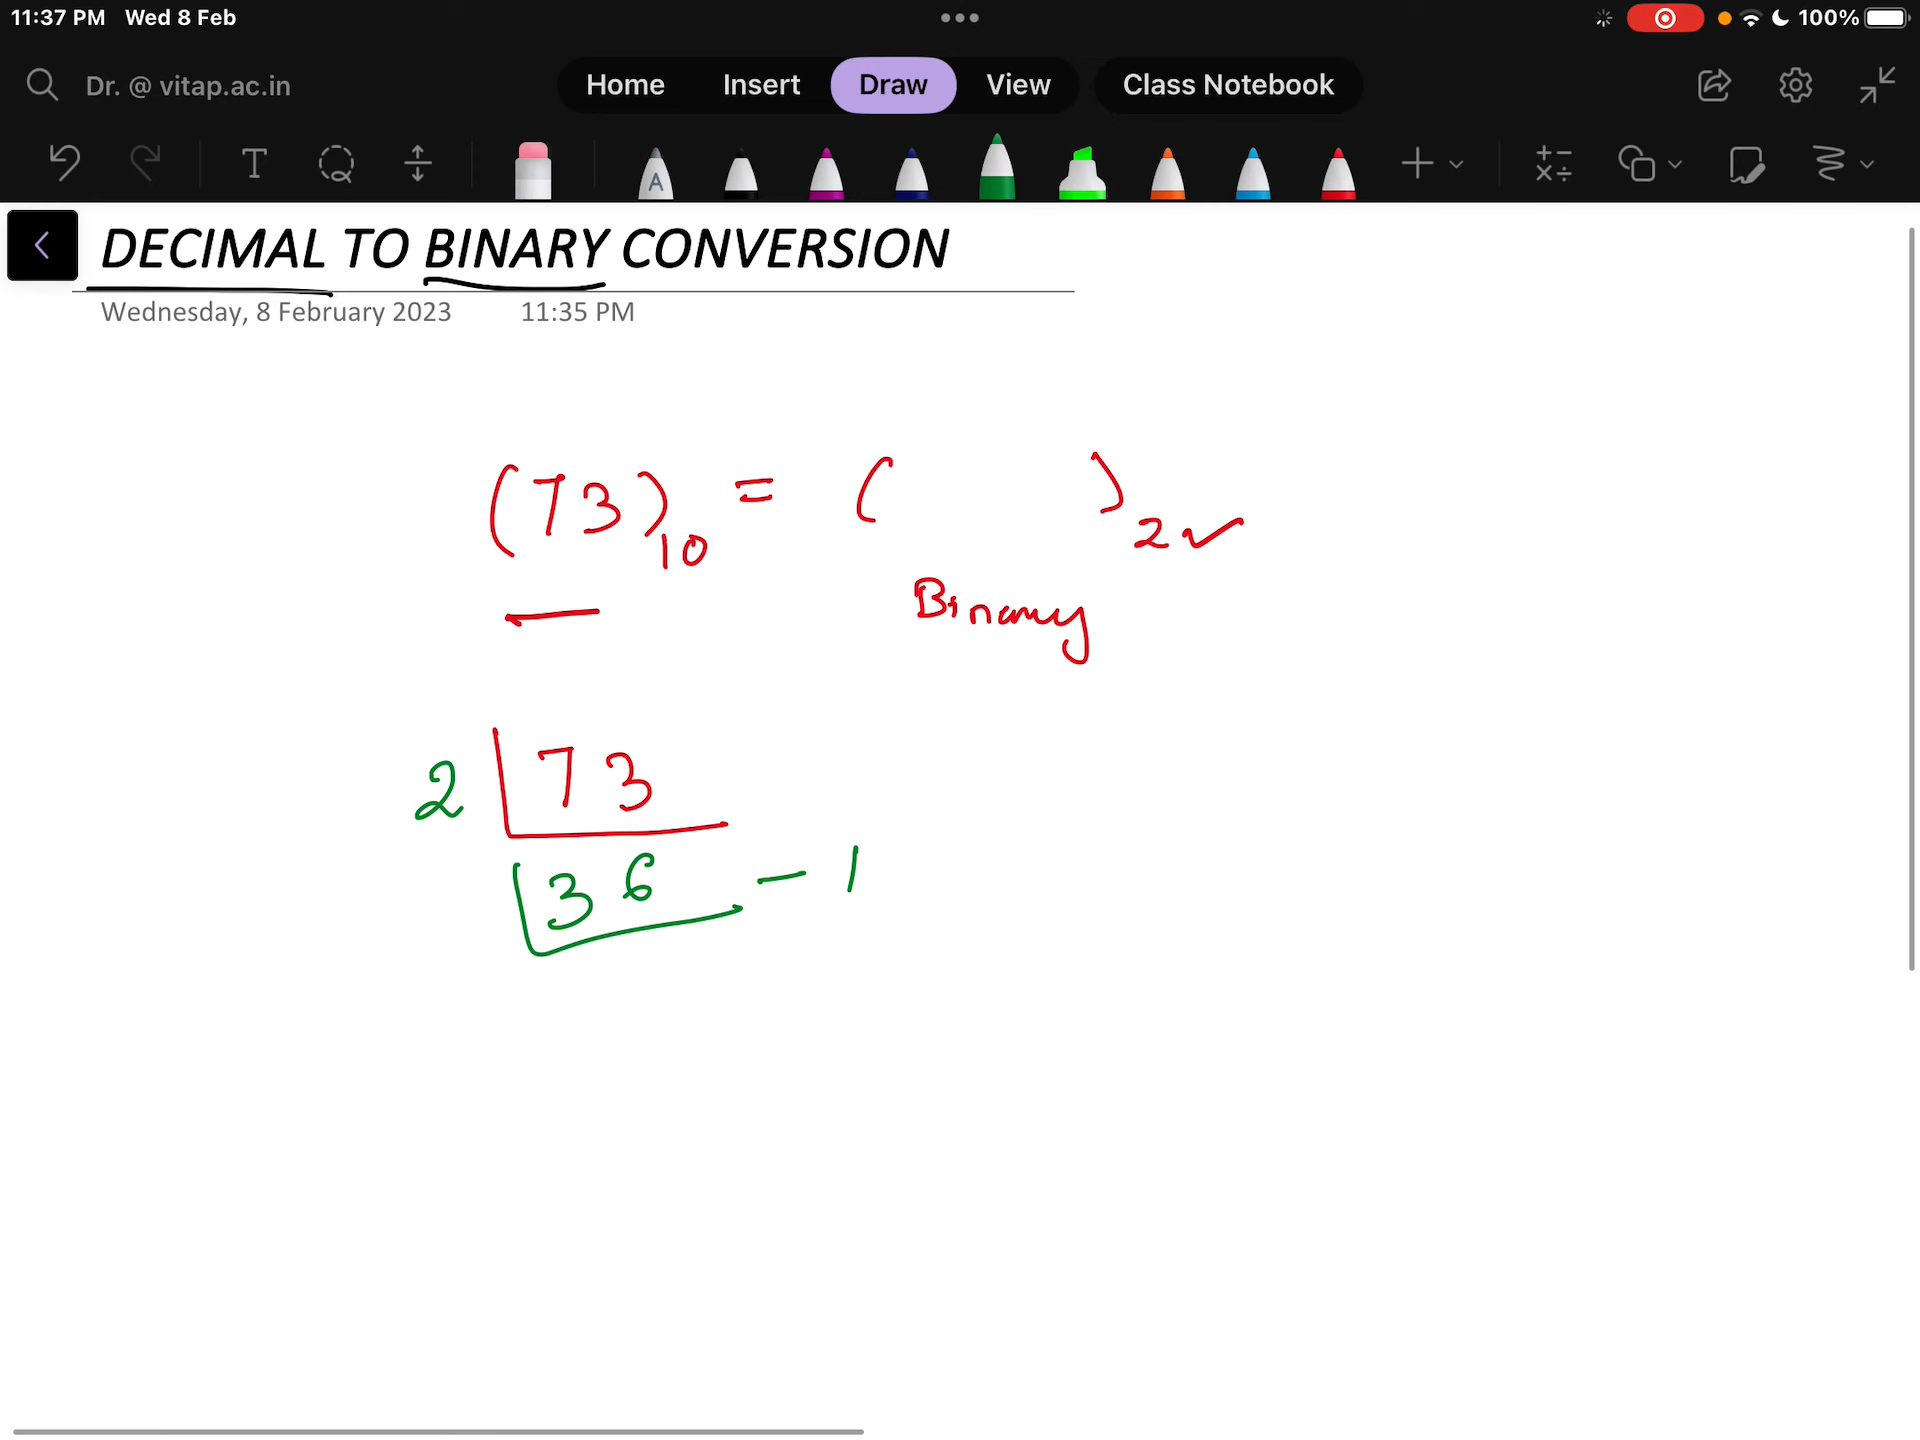 11:37 PM Wed 8 Feb 100%
Dr. @ vitap.ac.in Home Insert Draw View Class Notebook
T A
DECIMAL TO BINARY CONVERSION
Wednesday, 8 February 2023 11:35 PM
(73)10 = ( )2 ✓
Binary
2 73
36 - 1